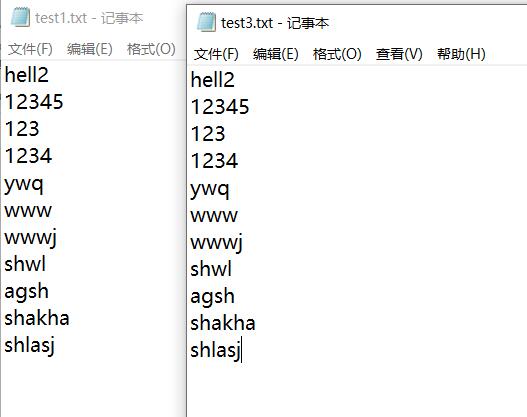 test1.txt - 记事本
文件(F) 编辑(E) 格式(O)
hell2
12345
123
1234
ywq
www
wwwj
shwl
agsh
shakha
shlasj
test3.txt - 记事本
文件(F) 编辑(E) 格式(O) 查看(V) 帮助(H)
hell2
12345
123
1234
ywq
www
wwwj
shwl
agsh
shakha
shlasj